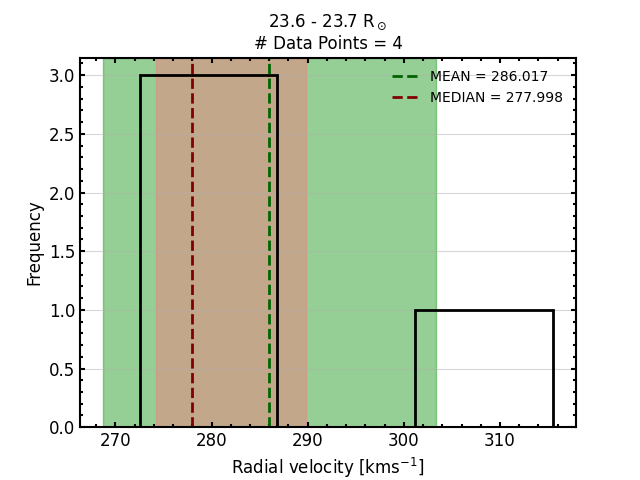 23.6 - 23.7 R⊙
# Data Points = 4
MEAN = 286.017
MEDIAN = 277.998
Frequency
3.0
2.5
2.0
1.5
1.0
0.5
0.0
270 280 290 300 310
Radial velocity [kms⁻¹]